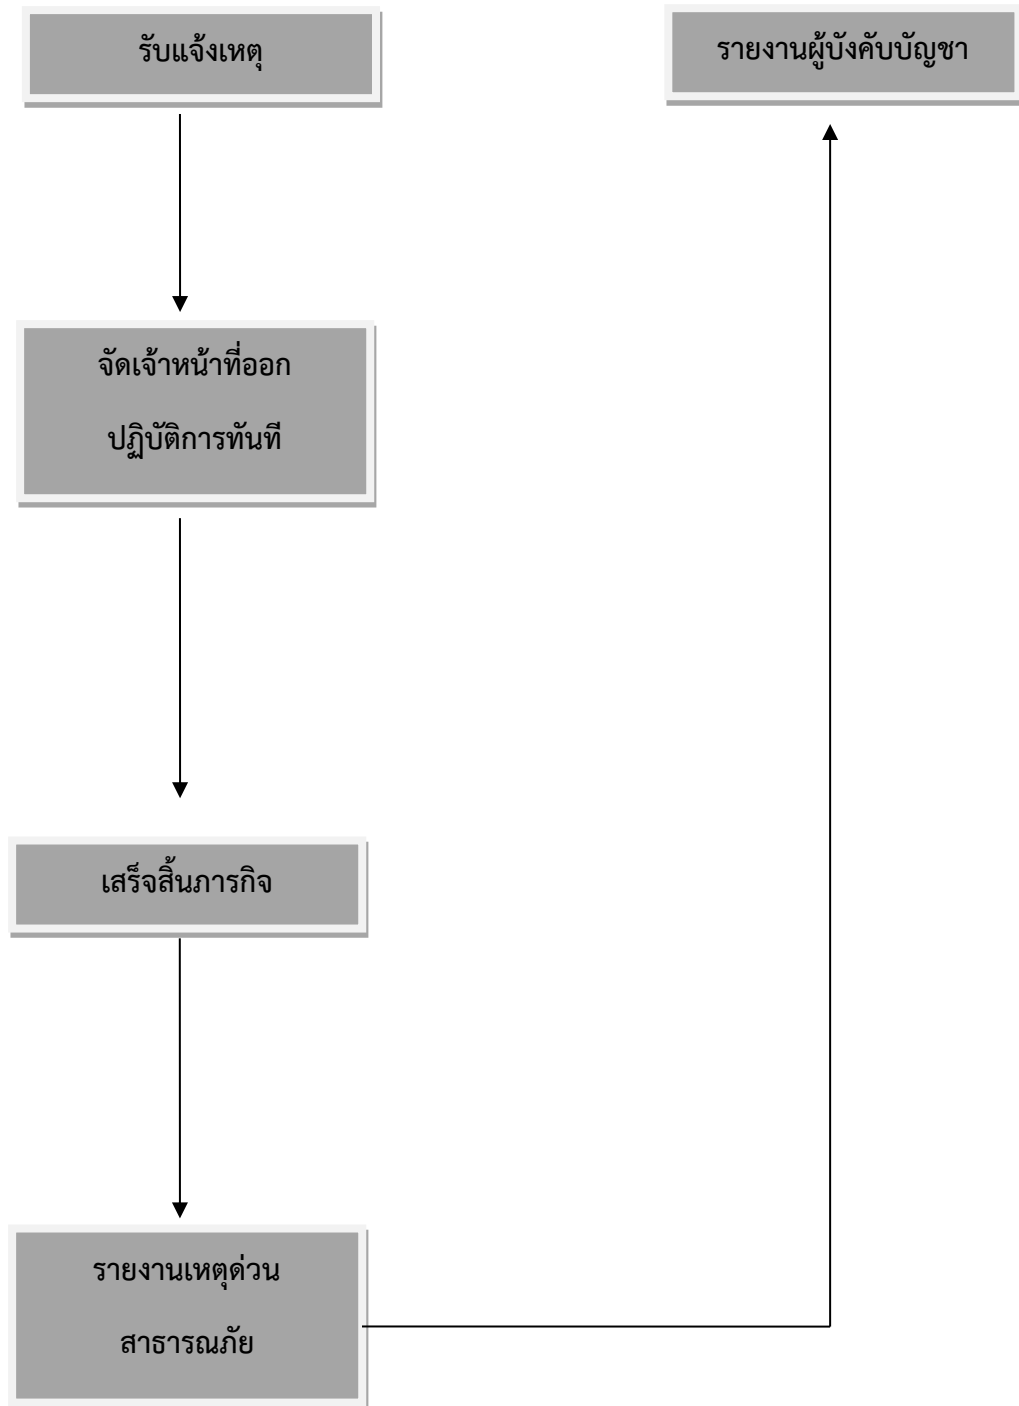 รับแจ้งเหตุ
รายงานผู้บังคับบัญชา
จัดเจ้าหน้าที่ออก
ปฏิบัติการทันที
เสร็จสิ้นภารกิจ
รายงานเหตุด่วน
สาธารณภัย